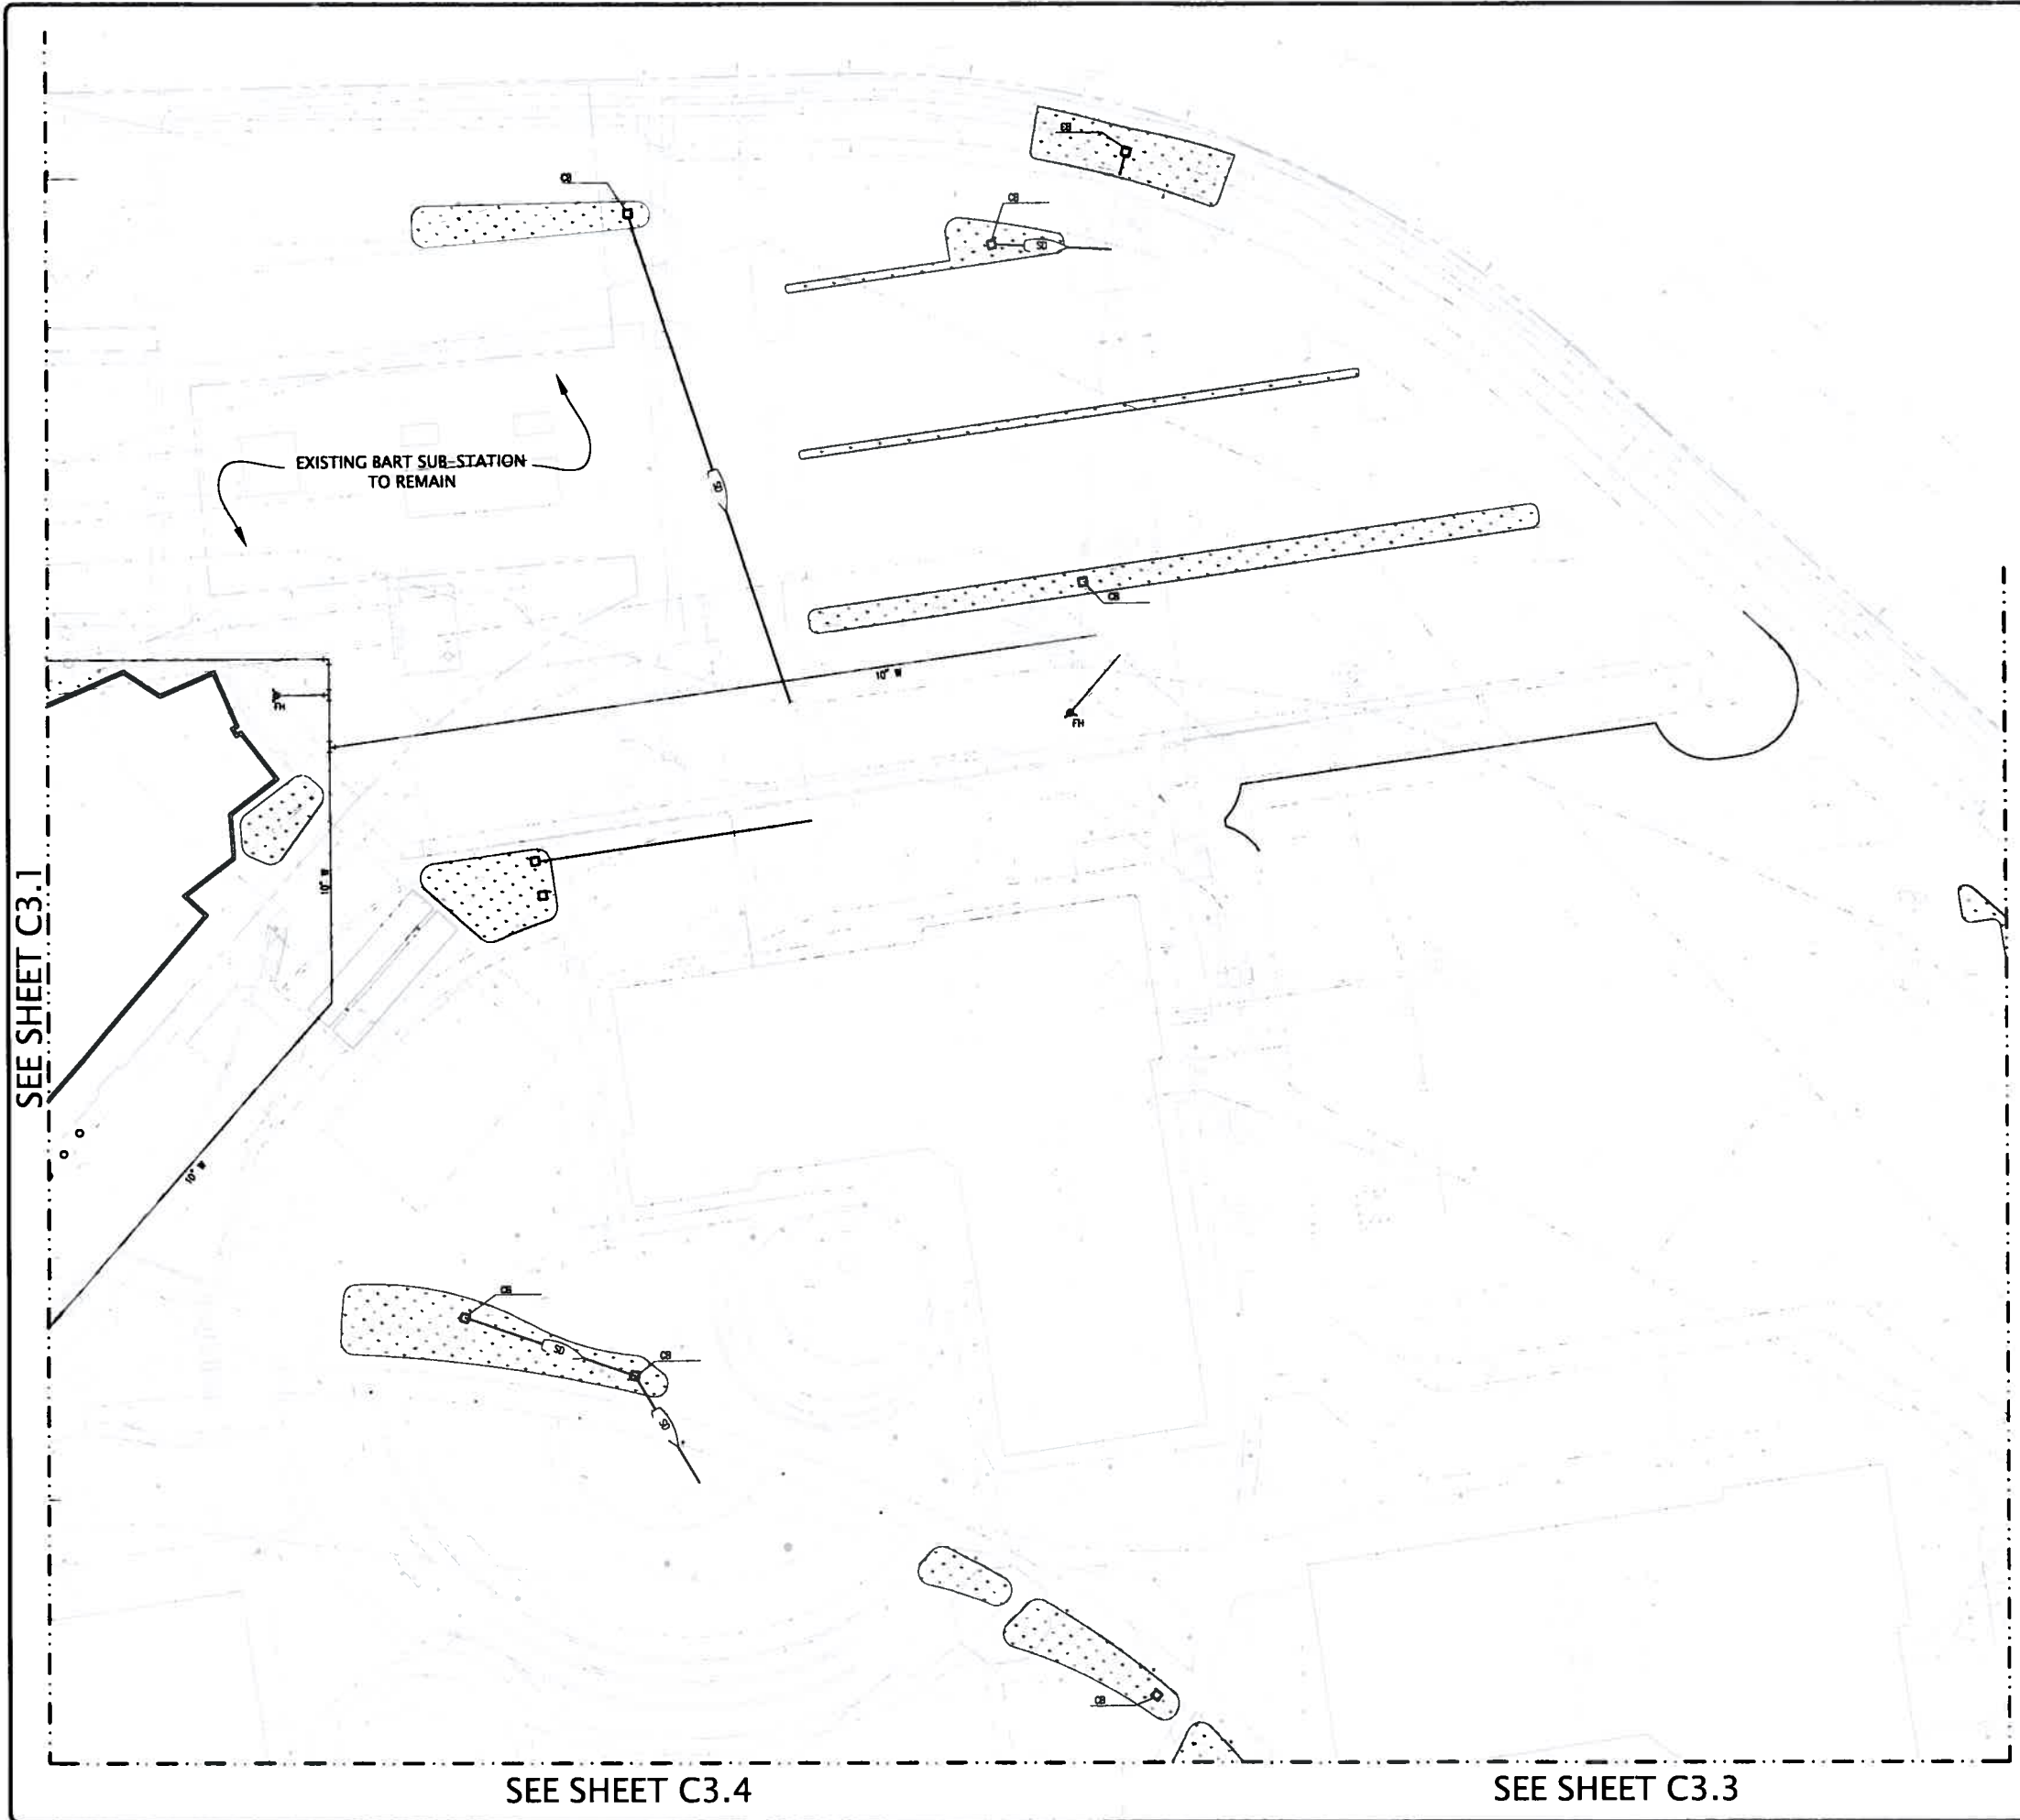 CB
CB
CB
SD
EXISTING BART SUB-STATION
TO REMAIN
SD
CB
10" W
FH
FH
10" W
SEE SHEET C3.1
10" W
CB
SD
CB
SD
CB
SEE SHEET C3.4
SEE SHEET C3.3